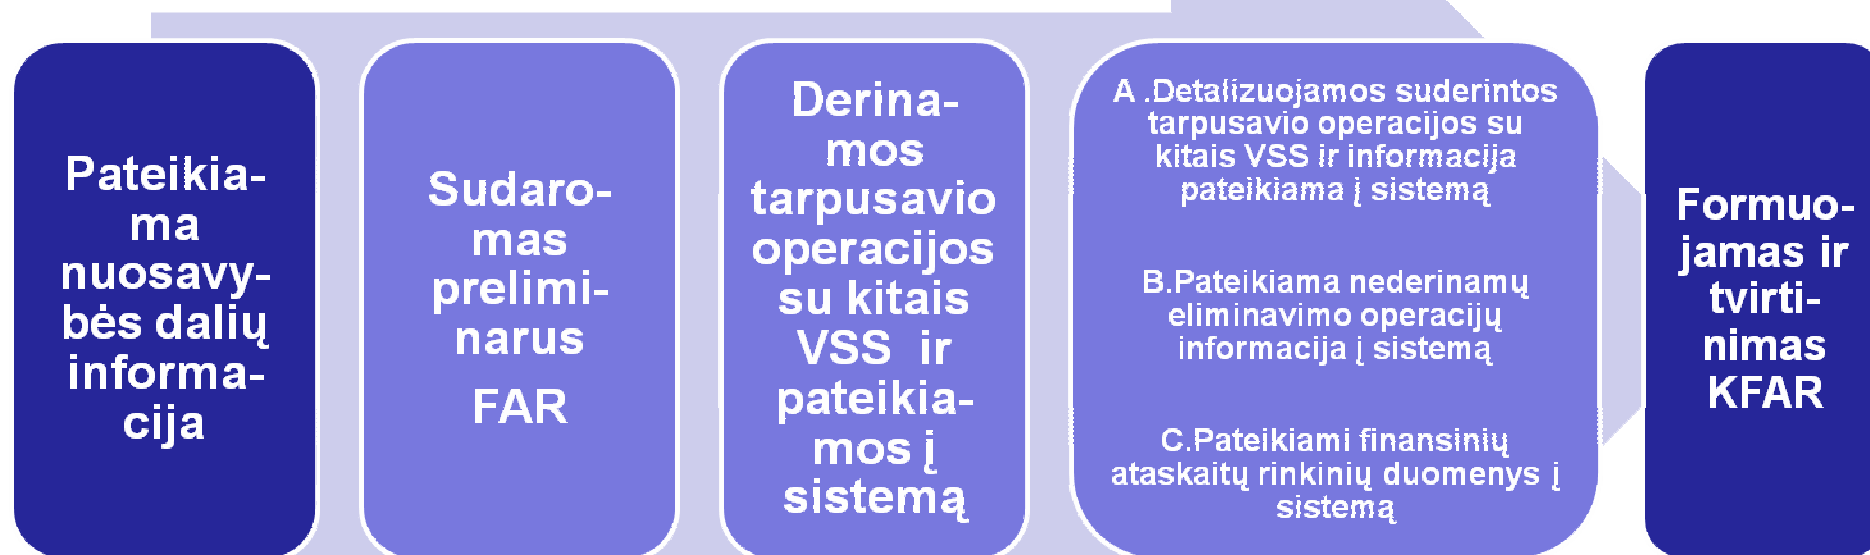 Pateikia-
ma
nuosavy-
bės dalių
informa-
cija
Sudaro-
mas
prelimi-
narus
FAR
Derina-
mos
tarpusavio
operacijos
su kitais
VSS ir
pateikia-
mos į
sistemą
A .Detalizuojamos suderintos
tarpusavio operacijos su
kitais VSS ir informacija
pateikiama į sistemą
B.Pateikiama nederinamų
eliminavimo operacijų
informacija į sistemą
C.Pateikiami finansinių
ataskaitų rinkinių duomenys į
sistemą
Formuo-
jamas ir
tvirti-
nimas
KFAR